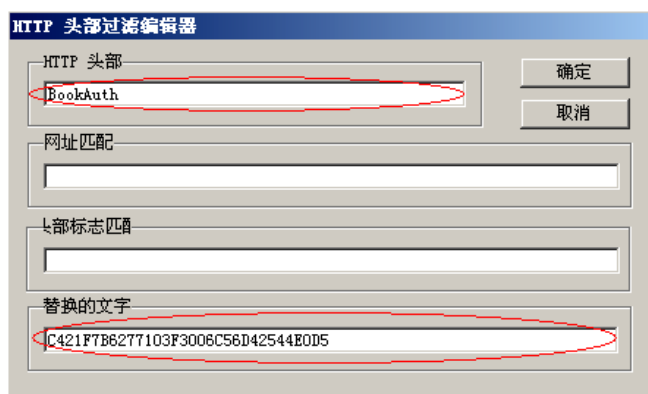 HTTP 头部过滤编辑器
HTTP 头部
确定
BookAuth
取消
网址匹配
头部标志匹配
替换的文字
C421F7B6277103F3006C56D42544E0D5